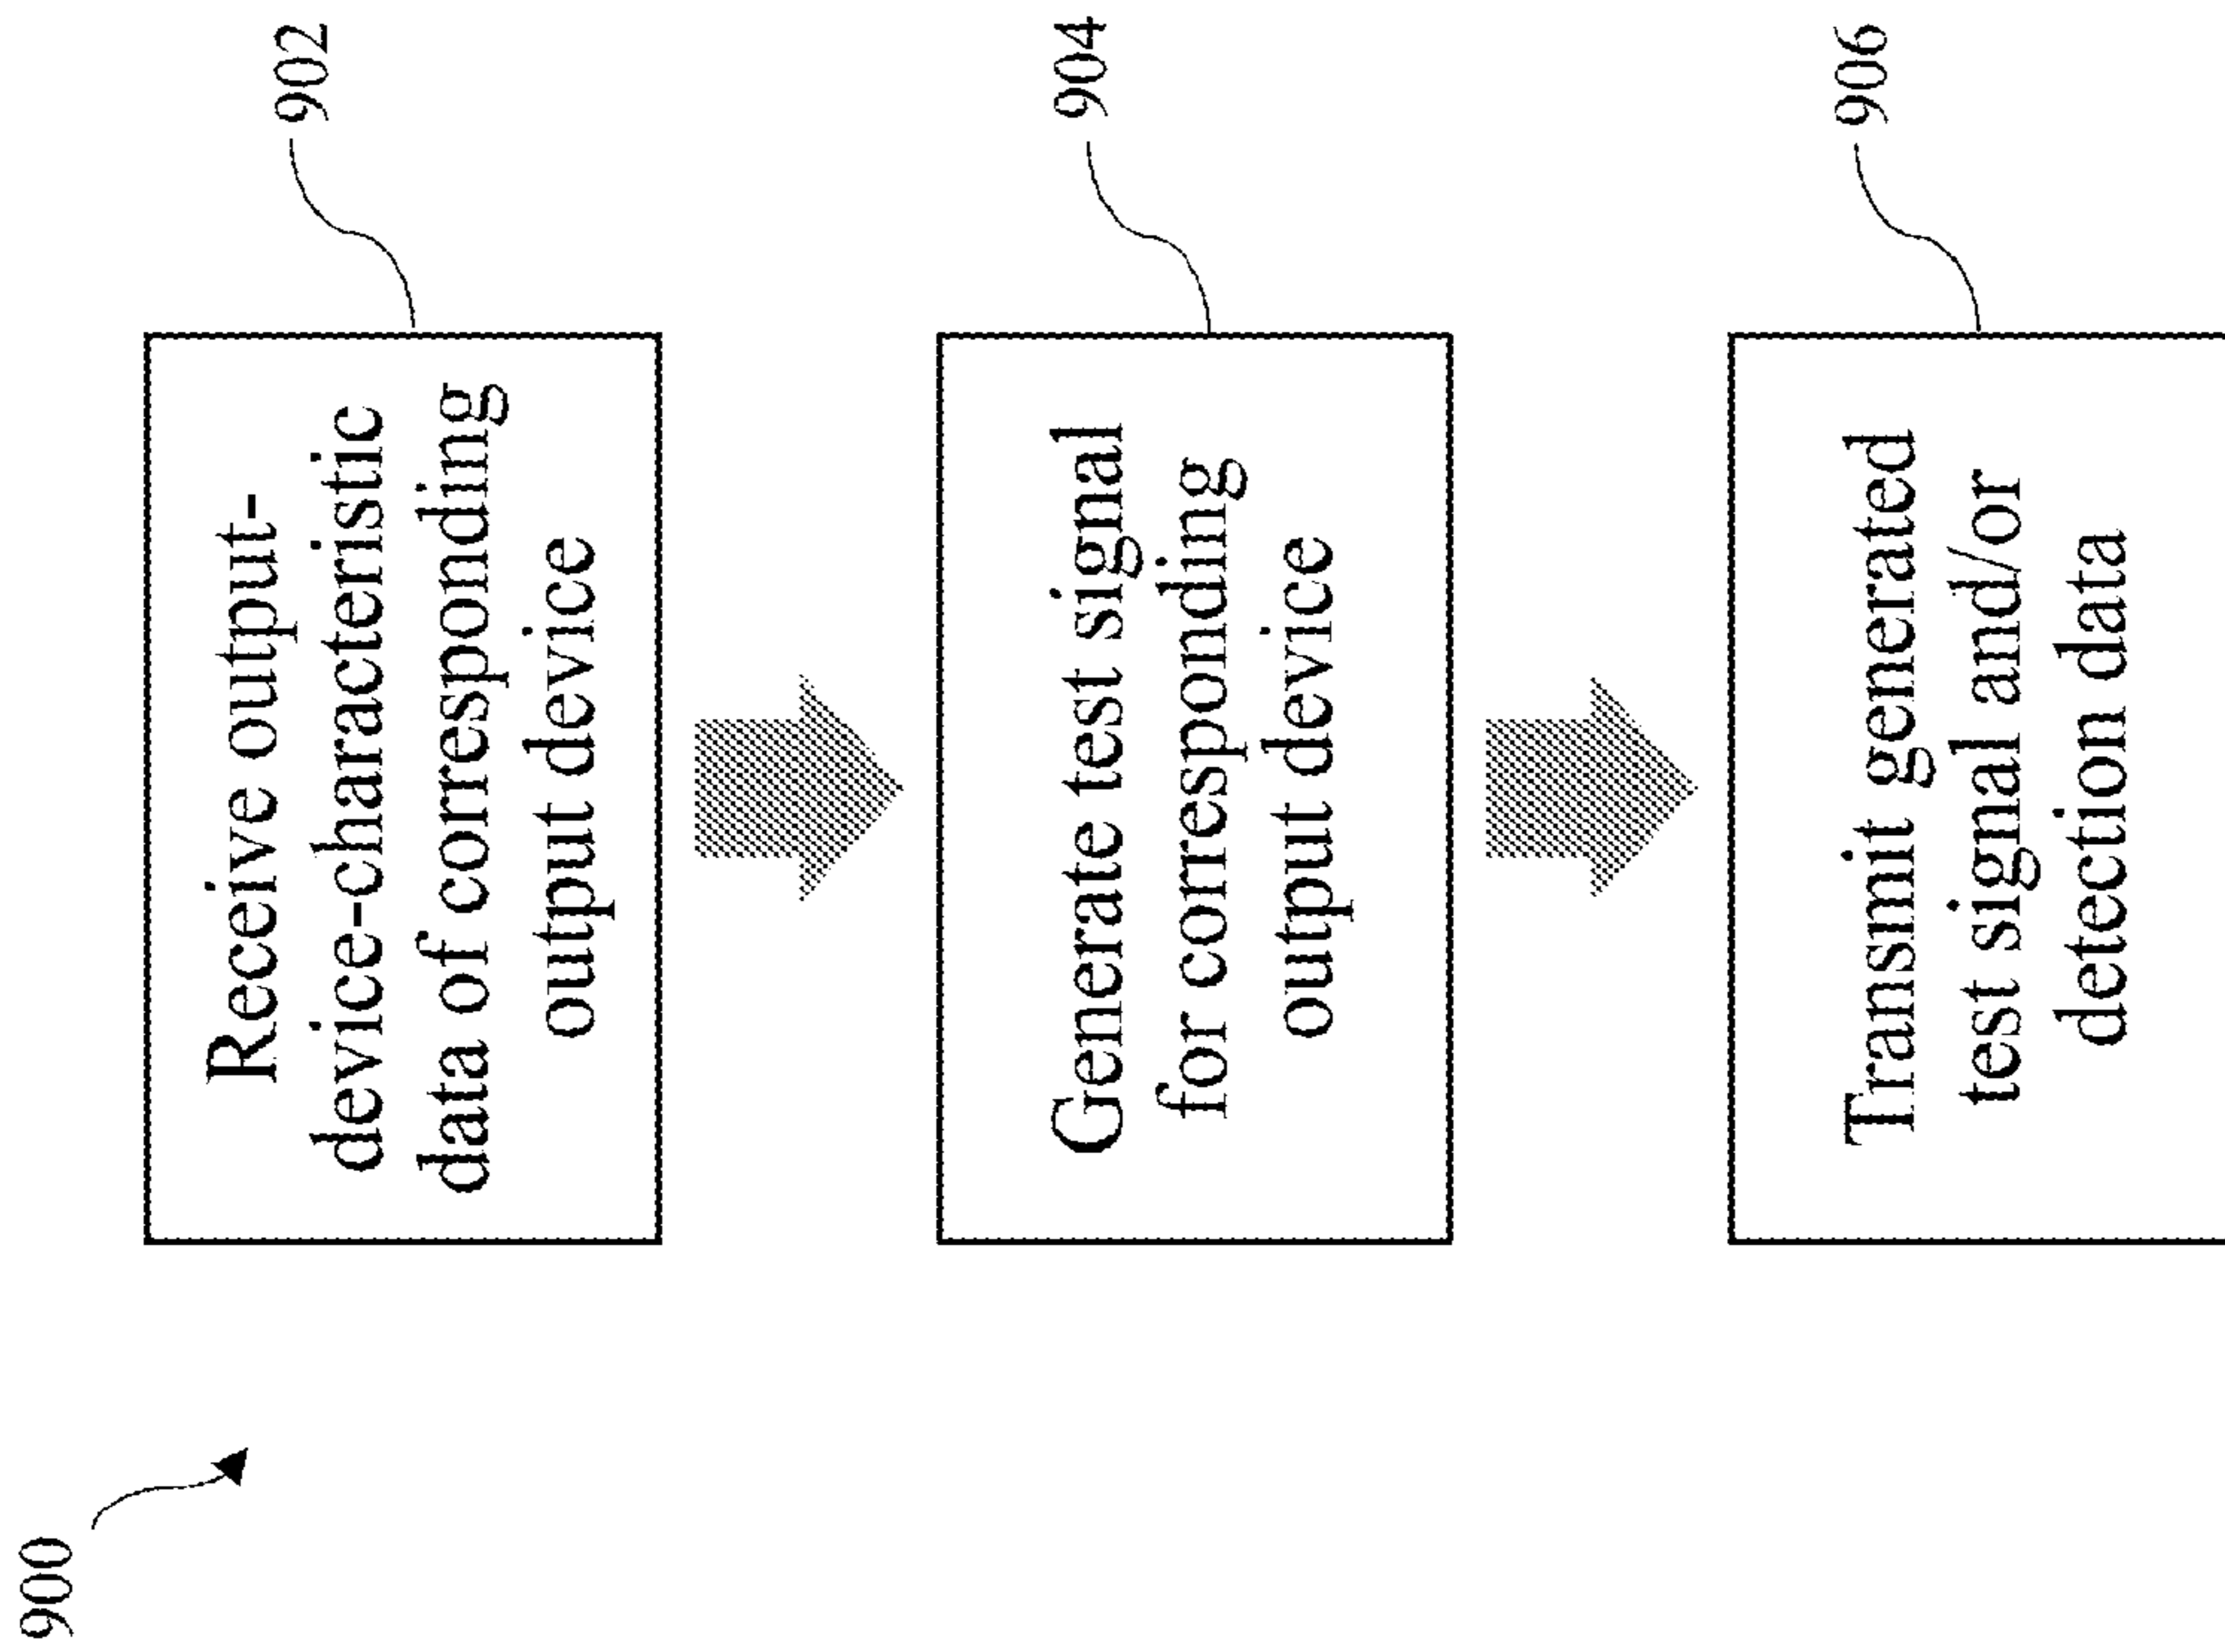 900
Receive output-
device-characteristic
data of corresponding
output device
902
Generate test signal
for corresponding
output device
904
Transmit generated
test signal and/or
detection data
906